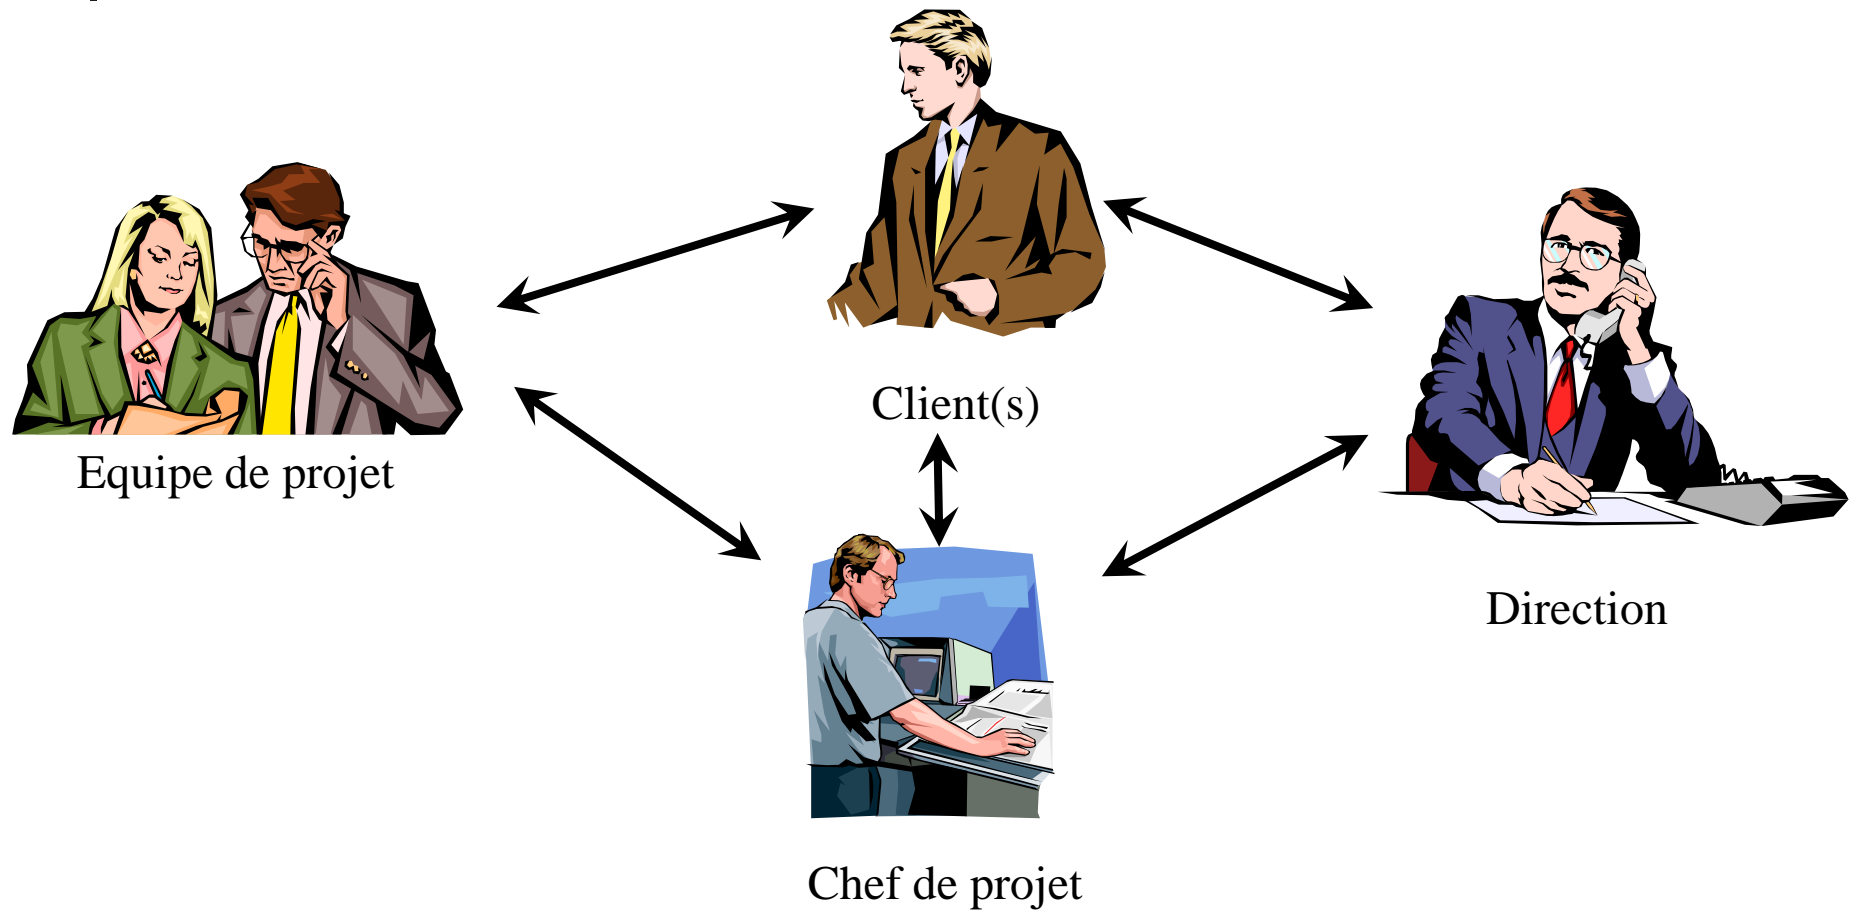 Client(s)
Equipe de projet
Direction
Chef de projet